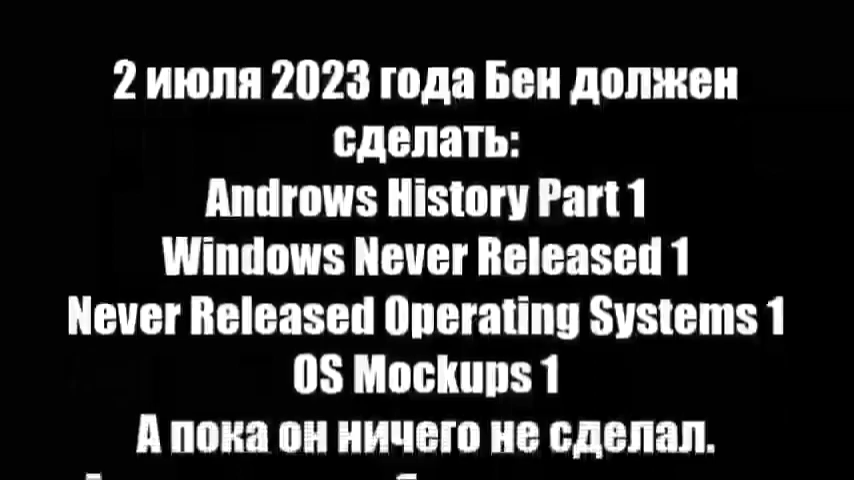 2 июля 2023 года Бен должен
сделать:
Androws History Part 1
Windows Never Released 1
Never Released Operating Systems 1
OS Mockups 1
А пока он ничего не сделал.